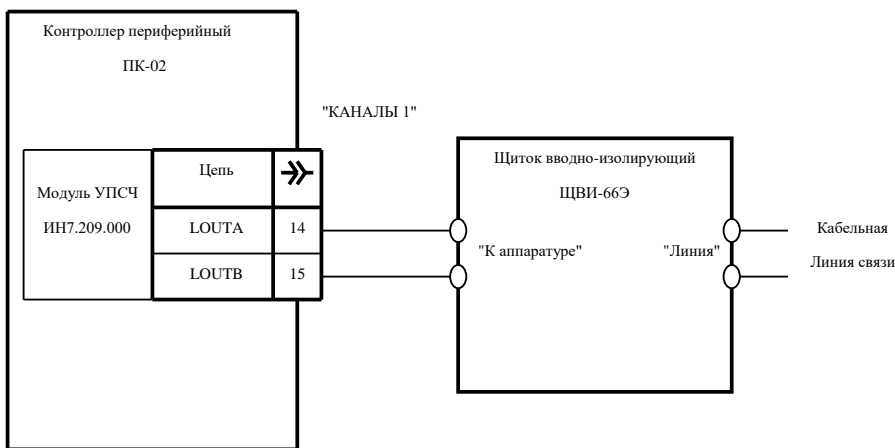 Контроллер периферийный
ПК-02
"КАНАЛЫ 1"
Модуль УПСЧ
ИН7.209.000
Цепь
LOUTA 14
LOUTB 15
Щиток вводно-изолирующий
ЩВИ-66Э
"К аппаратуре" "Линия"
Кабельная
Линия связи